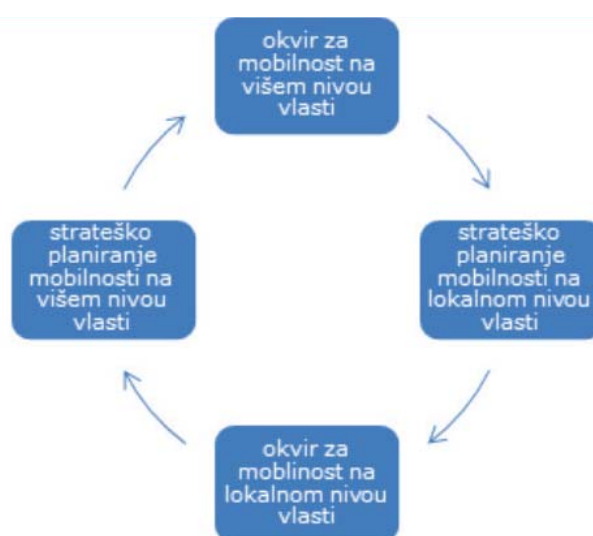 okvir za
mobilnost na
višem nivou
vlasti
strateško
planiranje
mobilnosti na
lokalnom nivou
vlasti
okvir za
moblinost na
lokalnom nivou
vlasti
strateško
planiranje
mobilnosti na
višem nivou
vlasti